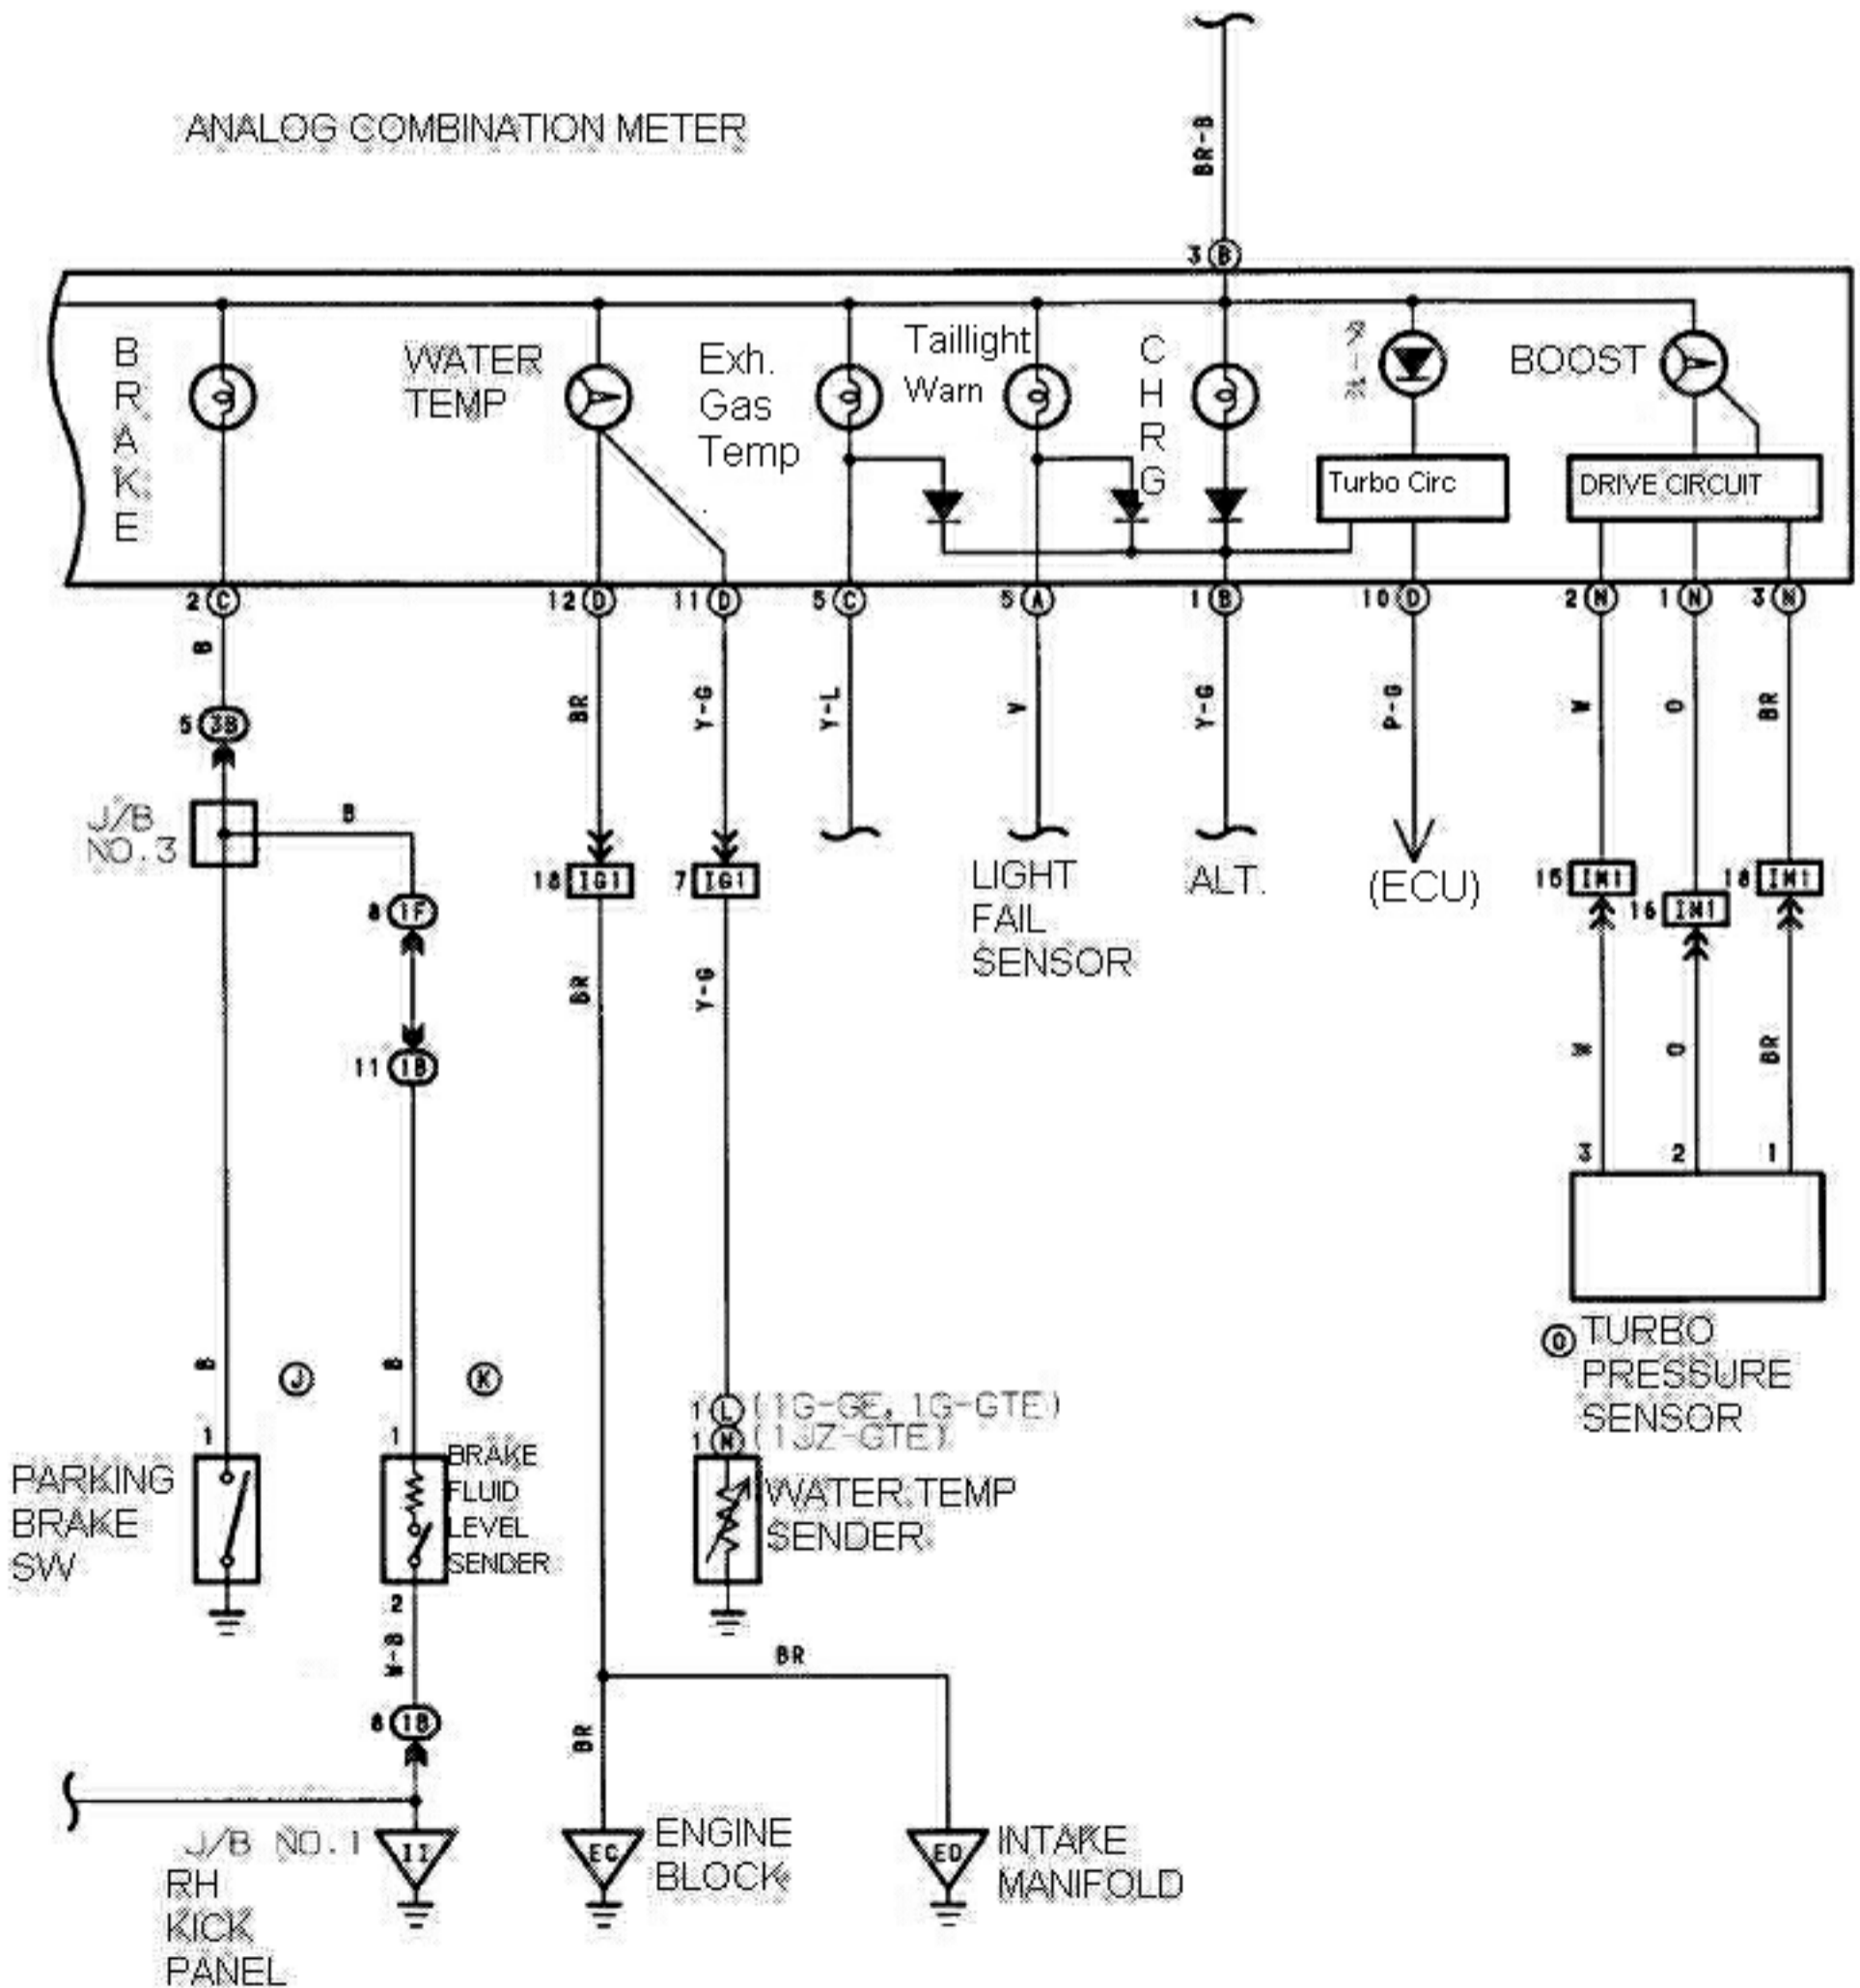 ANALOG COMBINATION METER
BR-B
3 B
BRAKE
WATER
TEMP
Exh.
Gas
Temp
Taillight
Warn
CHRG
BOOST
Turbo Circ
DRIVE CIRCUIT
2 C
12 D
11 D
5 C
5 A
1 B
10 D
2 N
1 N
3 N
B
BR
Y-G
Y-L
V
Y-G
P-G
W
O
BR
5 3B
J/B
NO.3
B
18 IG1
7 IG1
LIGHT
FAIL
SENSOR
ALT.
(ECU)
15 IM1
16 IM1
18 IM1
8 1F
BR
Y-G
11 1B
W
O
BR
3
2
1
O TURBO
PRESSURE
SENSOR
B
J
B
K
1 L (1G-GE, 1G-GTE)
1 M (1JZ-GTE)
1
1
PARKING
BRAKE
SW
BRAKE
FLUID
LEVEL
SENDER
WATER TEMP
SENDER
2
W-B
BR
8 1B
BR
J/B NO.1
II
RH
KICK
PANEL
EC
ENGINE
BLOCK
ED
INTAKE
MANIFOLD